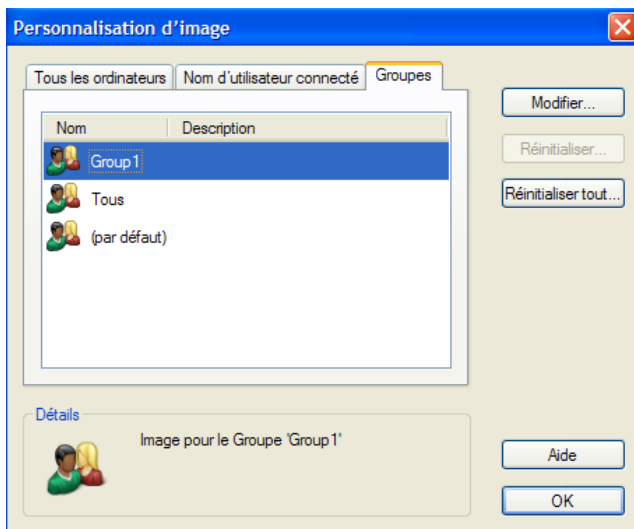 Personnalisation d'image
Tous les ordinateurs Nom d'utilisateur connecté Groupes
Modifier...
Nom Description
Réinitialiser...
Group1
Réinitialiser tout...
Tous
(par défaut)
Détails
Image pour le Groupe 'Group1'
Aide
OK